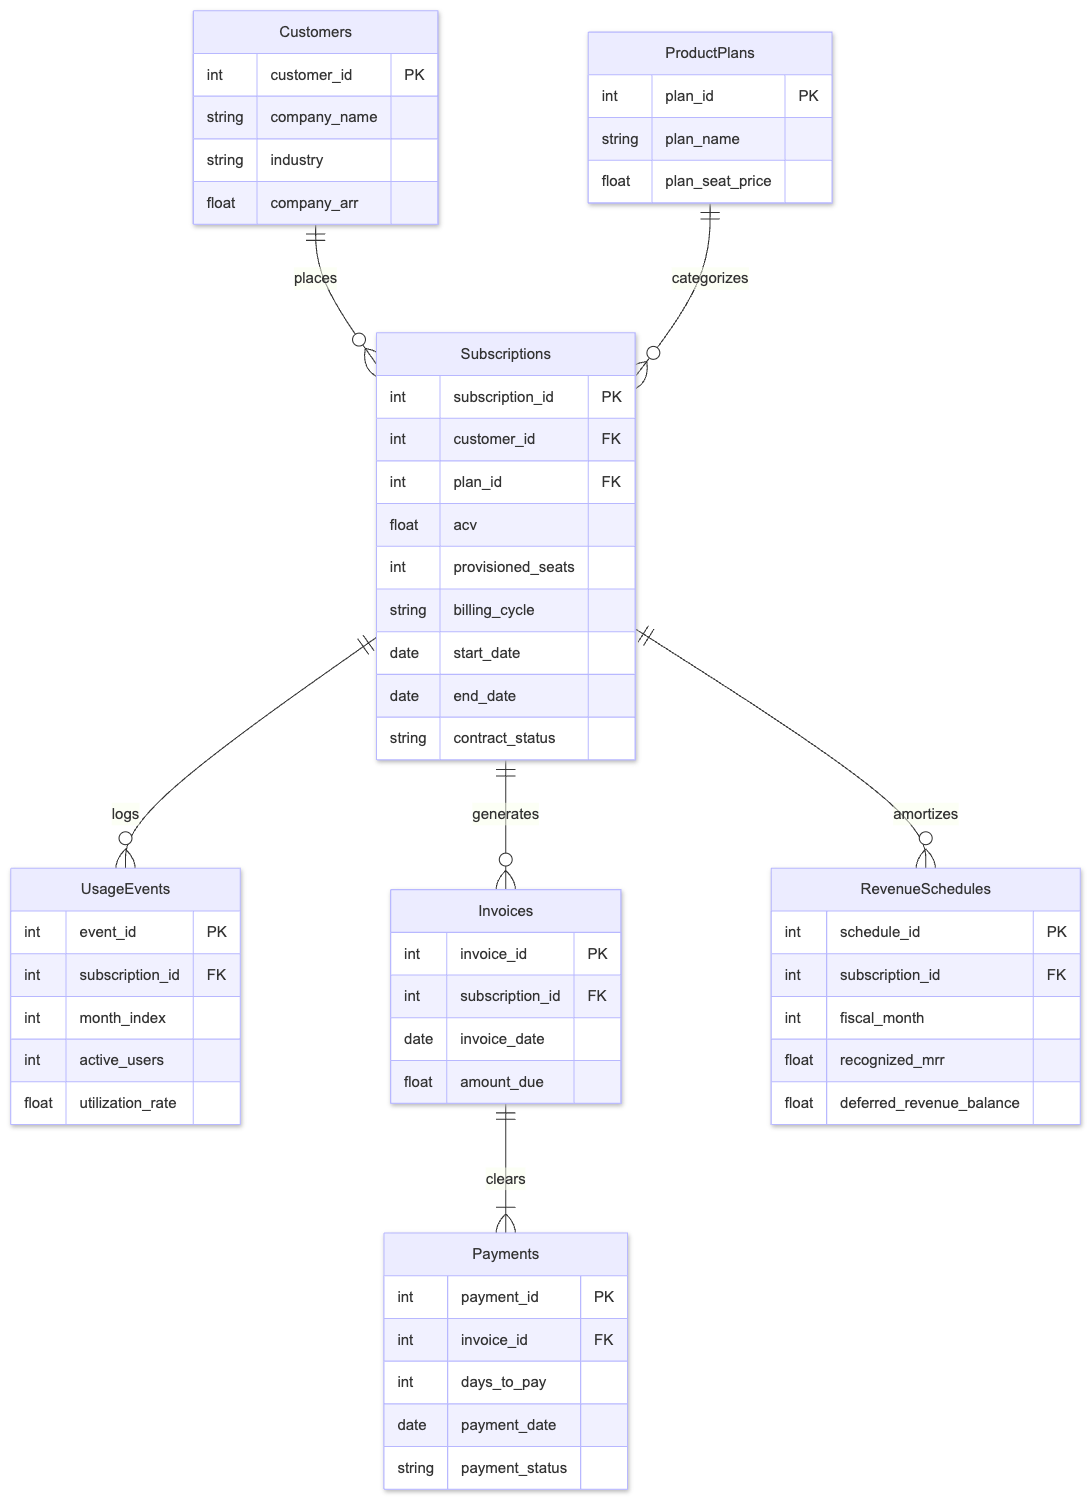 Customers
int customer_id PK
string company_name
string industry
float company_arr
ProductPlans
int plan_id PK
string plan_name
float plan_seat_price
places
categorizes
Subscriptions
int subscription_id PK
int customer_id FK
int plan_id FK
float acv
int provisioned_seats
string billing_cycle
date start_date
date end_date
string contract_status
logs
generates
amortizes
UsageEvents
int event_id PK
int subscription_id FK
int month_index
int active_users
float utilization_rate
Invoices
int invoice_id PK
int subscription_id FK
date invoice_date
float amount_due
RevenueSchedules
int schedule_id PK
int subscription_id FK
int fiscal_month
float recognized_mrr
float deferred_revenue_balance
clears
Payments
int payment_id PK
int invoice_id FK
int days_to_pay
date payment_date
string payment_status